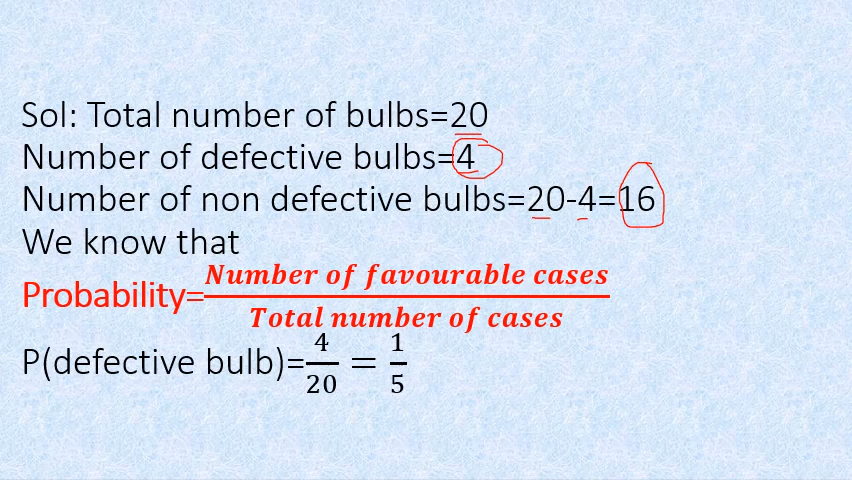 Sol: Total number of bulbs=20
Number of defective bulbs=4
Number of non defective bulbs=20-4=16
We know that
Probability=Number of favourable cases/Total number of cases
P(defective bulb)=4/20=1/5